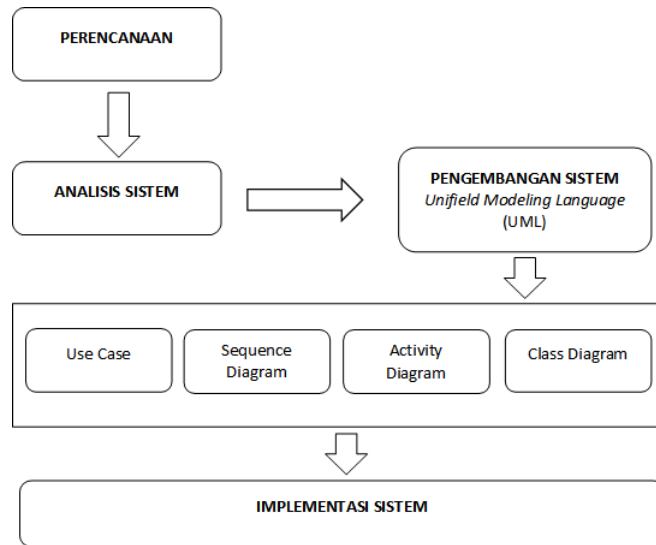 PERENCANAAN
ANALISIS SISTEM
PENGEMBANGAN SISTEM
Unifield Modeling Language
(UML)
Use Case
Sequence
Diagram
Activity
Diagram
Class Diagram
IMPLEMENTASI SISTEM